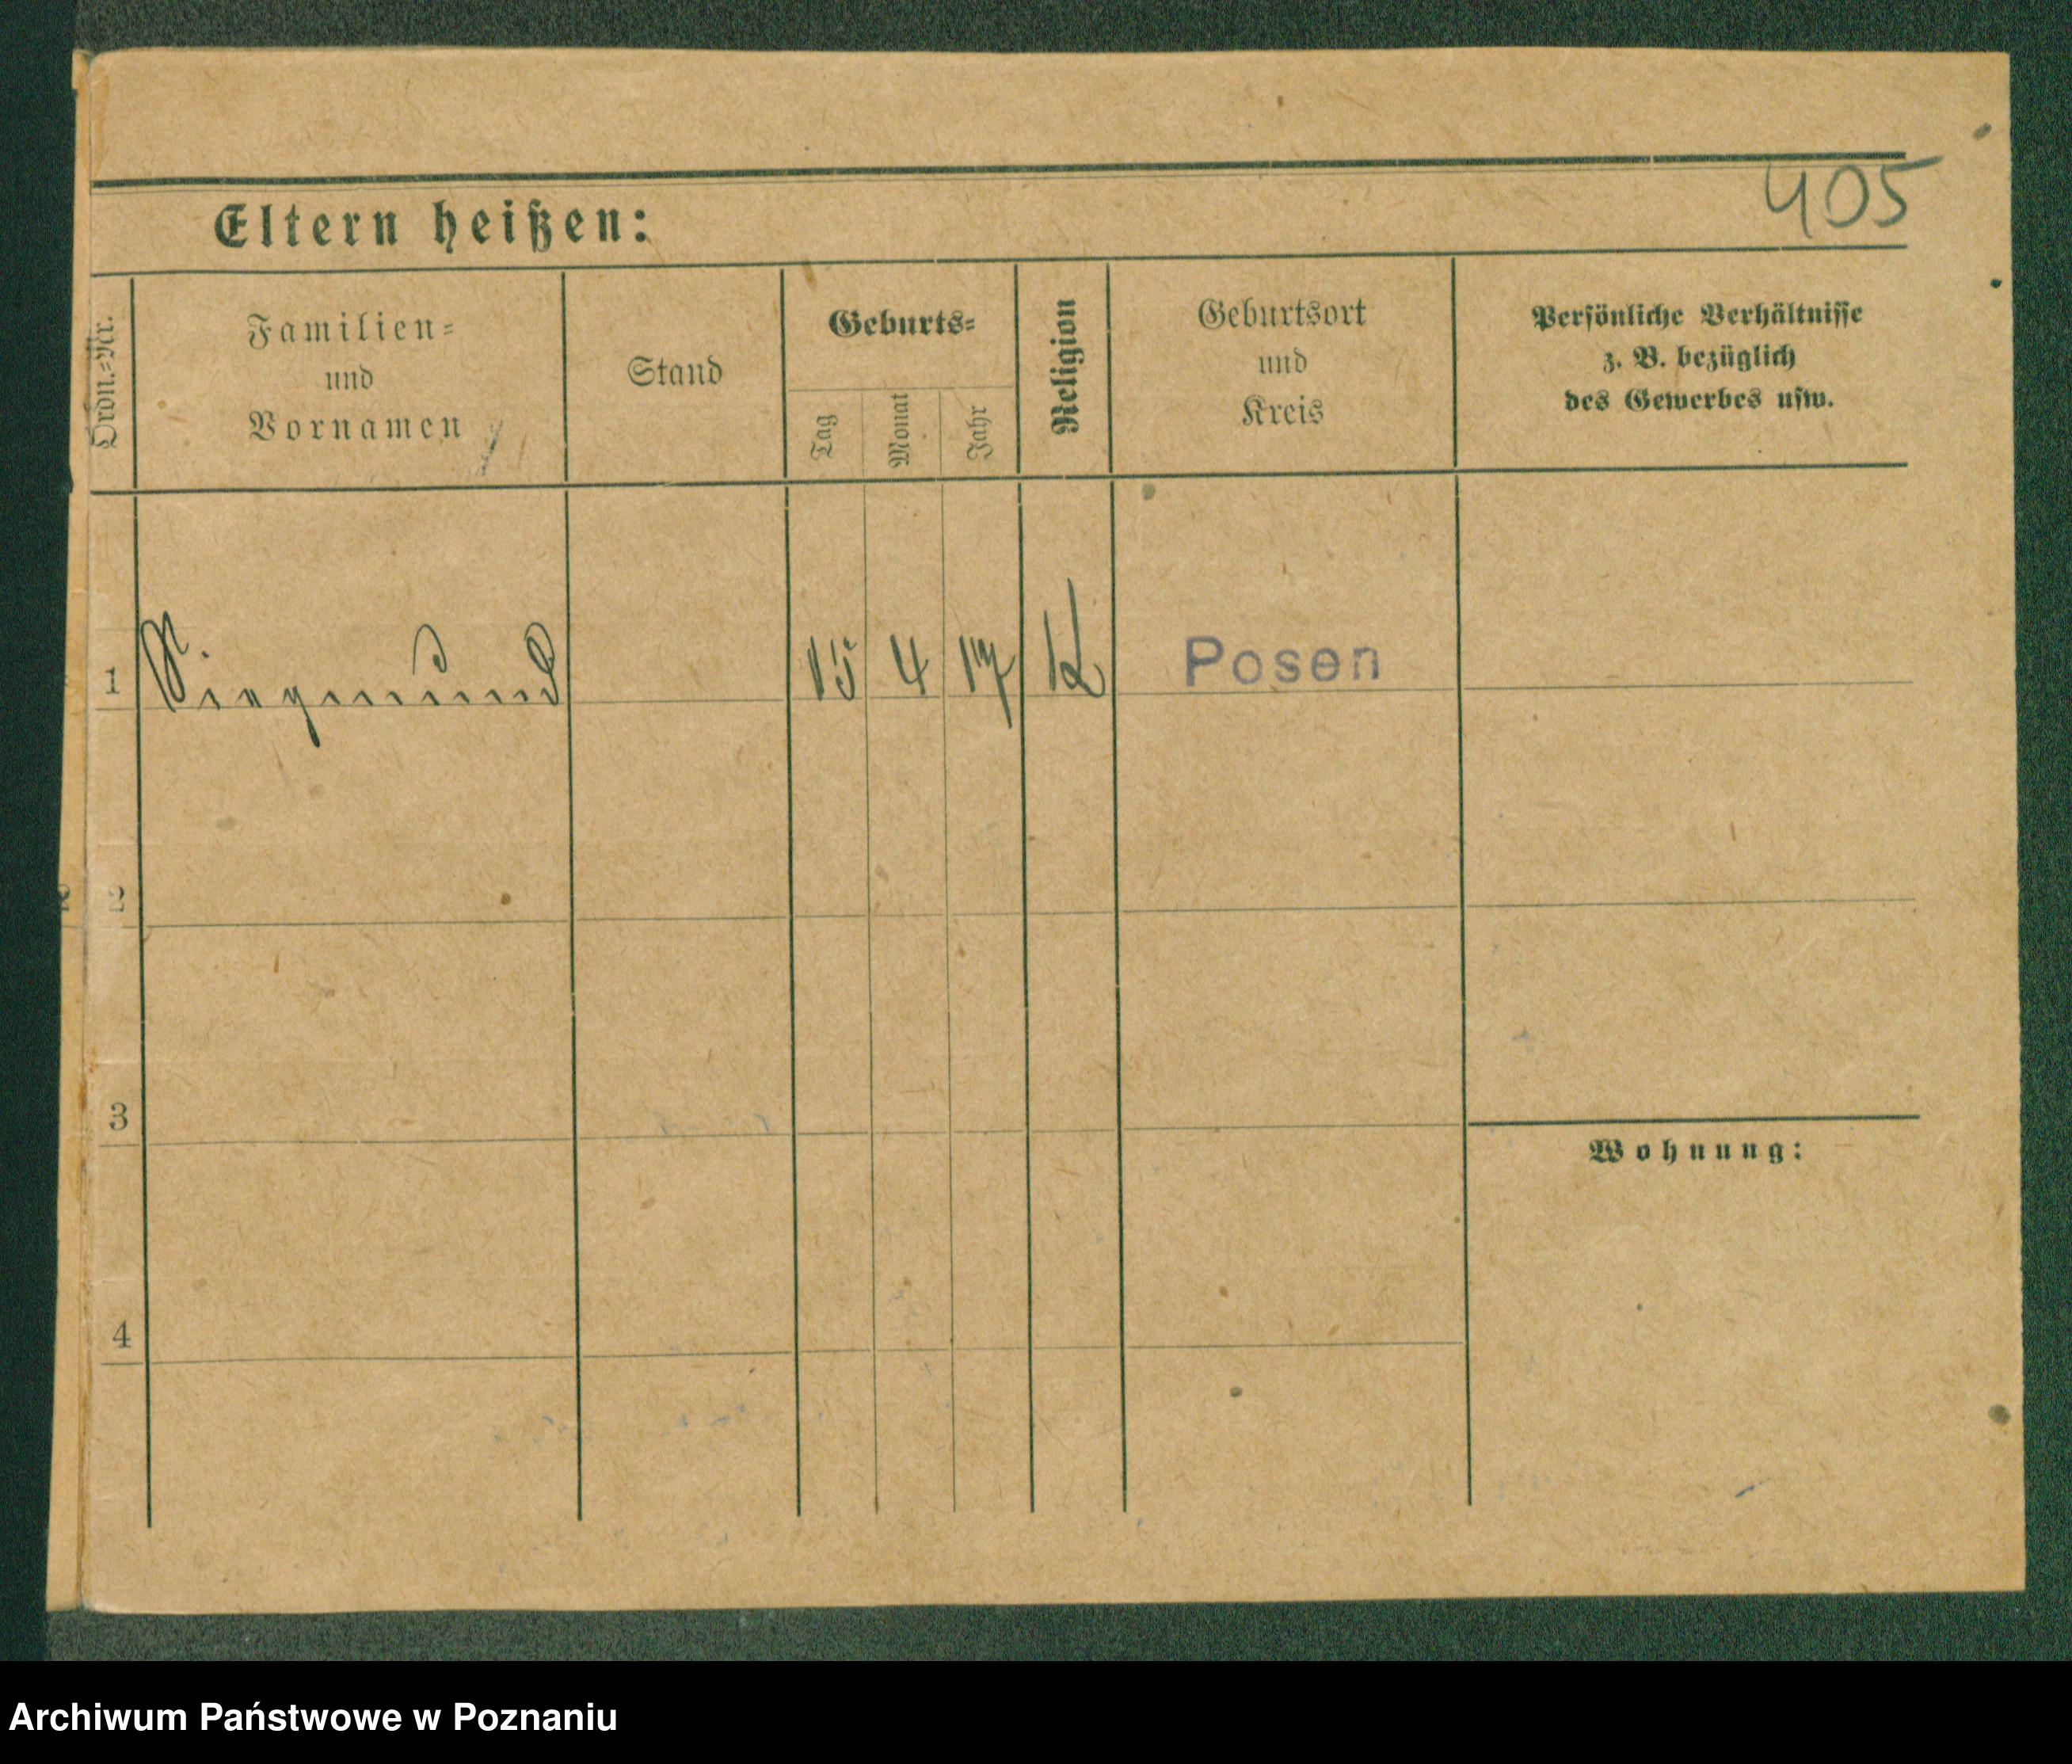 405
Eltern heißen:
Ordn.=Nr.
Familien=
und
Vornamen
Stand
Geburts=
Tag
Monat
Jahr
Religion
Geburtsort
und
Kreis
Persönliche Verhältnisse
z. B. bezüglich
des Gewerbes usw.
1 Siegmund 15 4 17 K Posen
2
3
Wohnung:
4
Archiwum Państwowe w Poznaniu